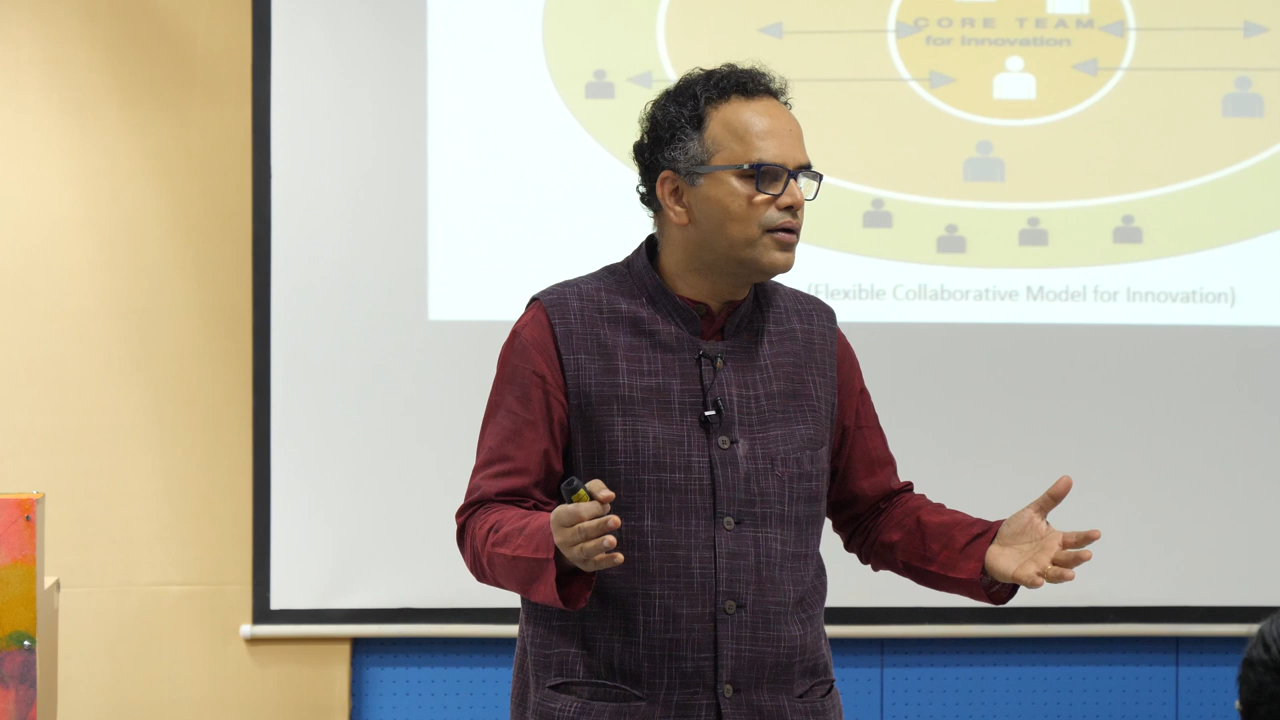 CORE TEAM
for Innovation
(Flexible Collaborative Model for Innovation)